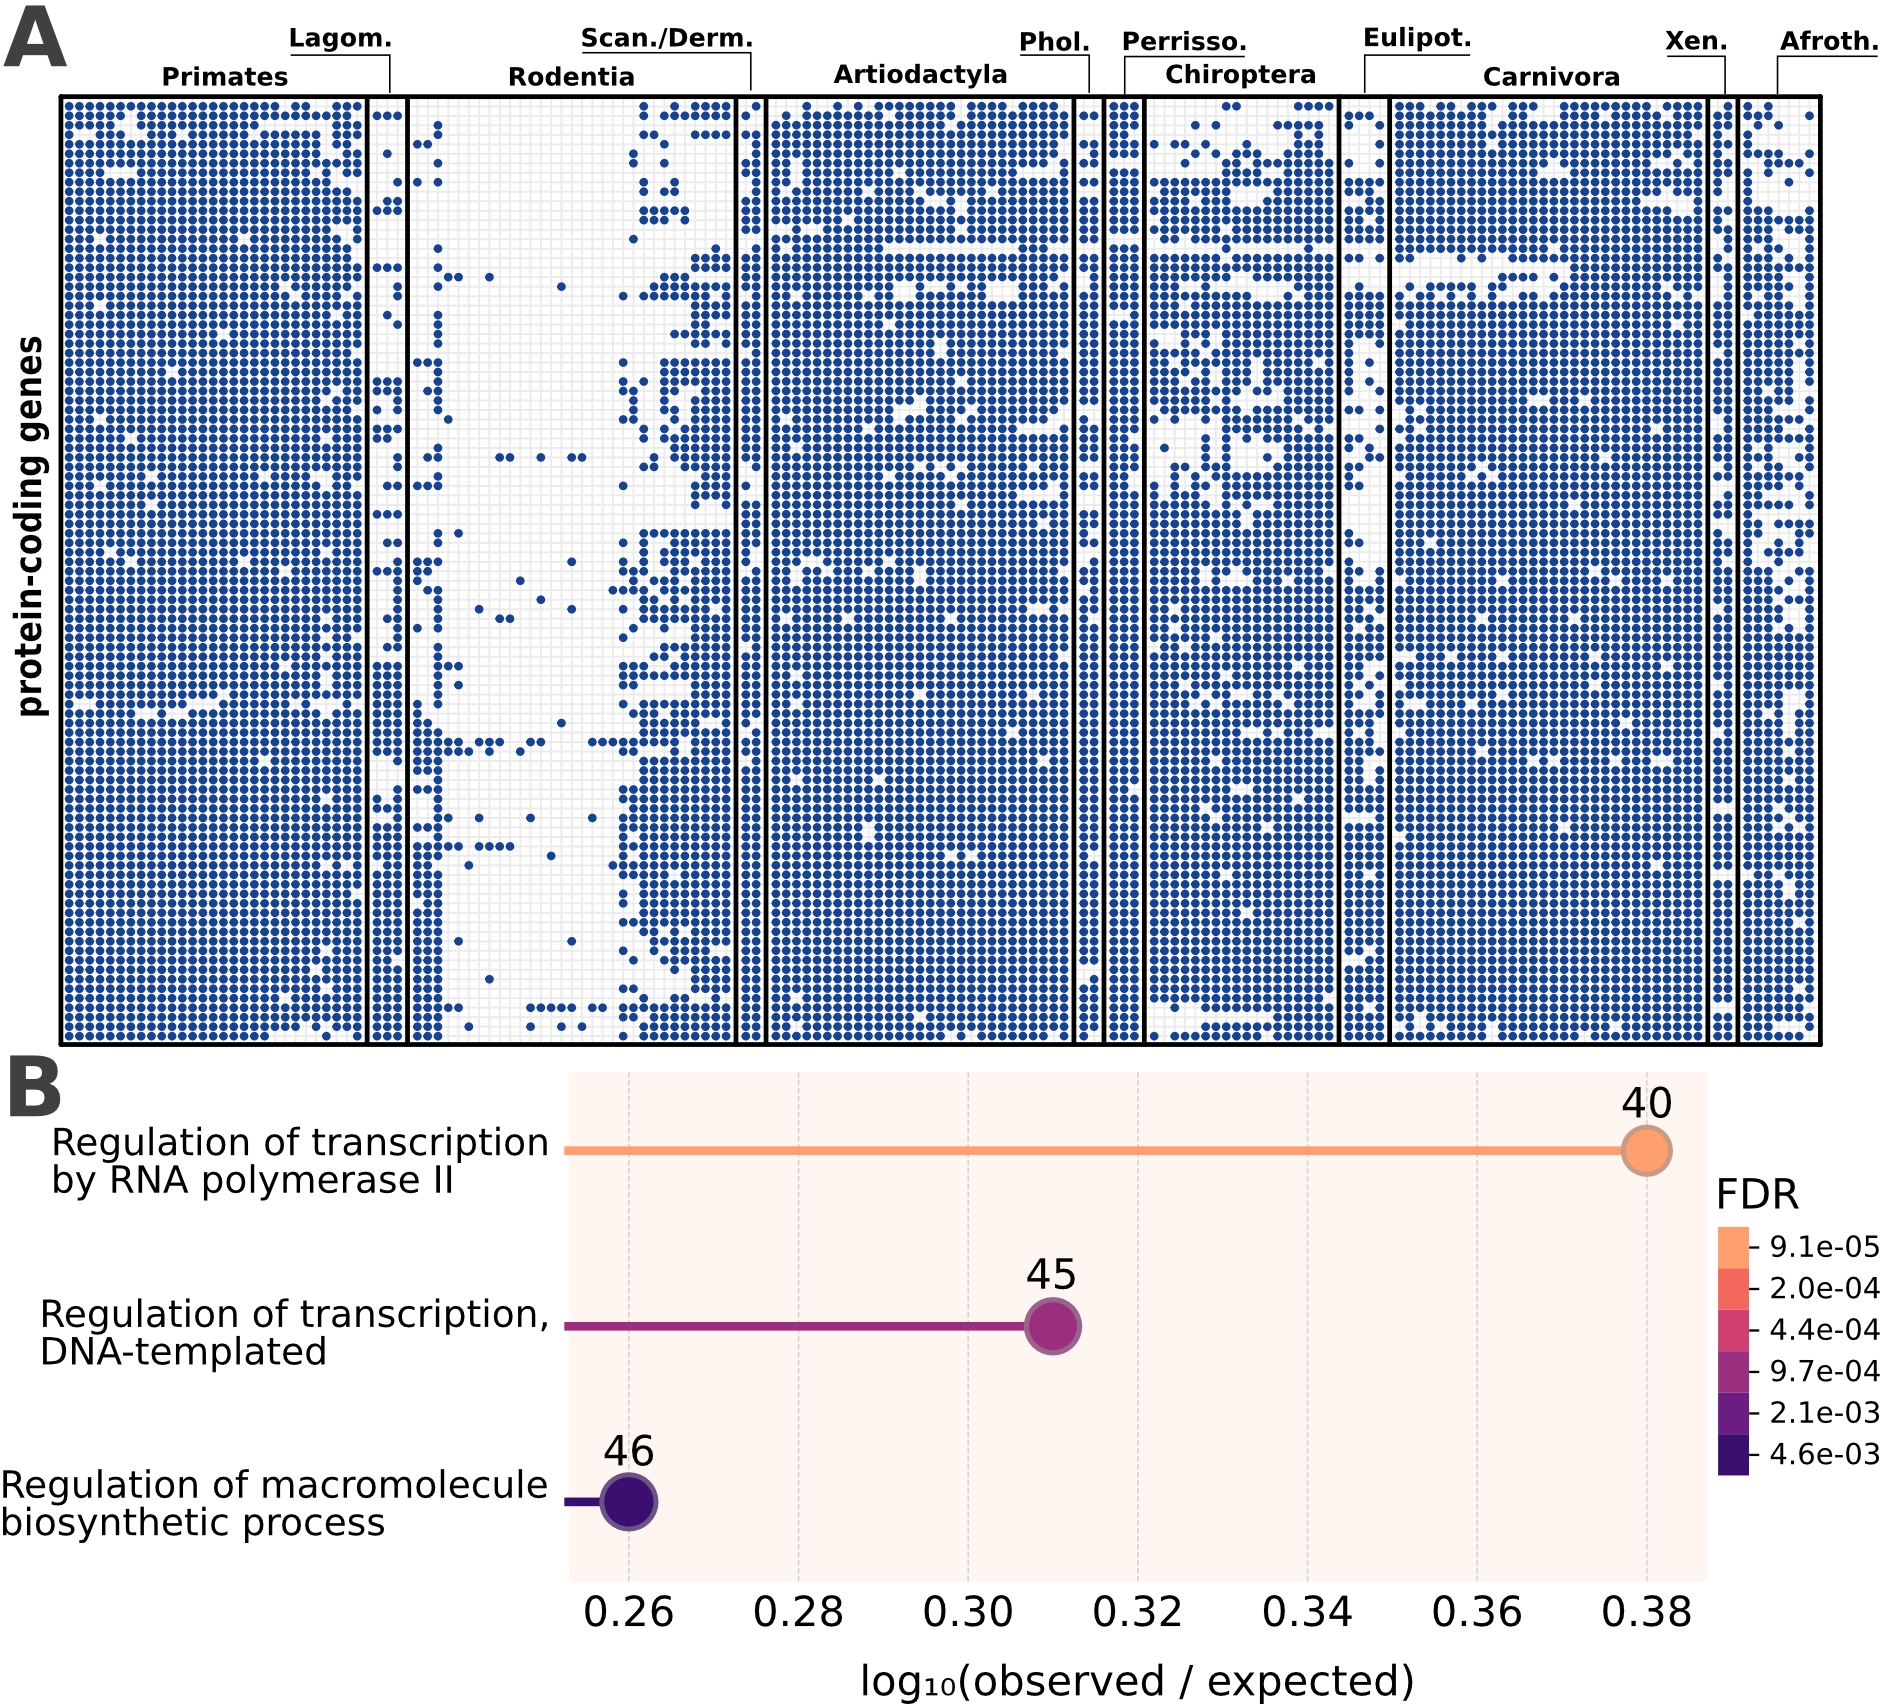 A
Lagom.
Scan./Derm.
Phol.
Perrisso.
Eulipot.
Xen.
Afroth.
Primates
Rodentia
Artiodactyla
Chiroptera
Carnivora
protein-coding genes
B
Regulation of transcription
by RNA polymerase II
40
Regulation of transcription,
DNA-templated
45
Regulation of macromolecule
biosynthetic process
46
FDR
9.1e-05
2.0e-04
4.4e-04
9.7e-04
2.1e-03
4.6e-03
0.26 0.28 0.30 0.32 0.34 0.36 0.38
log₁₀(observed / expected)